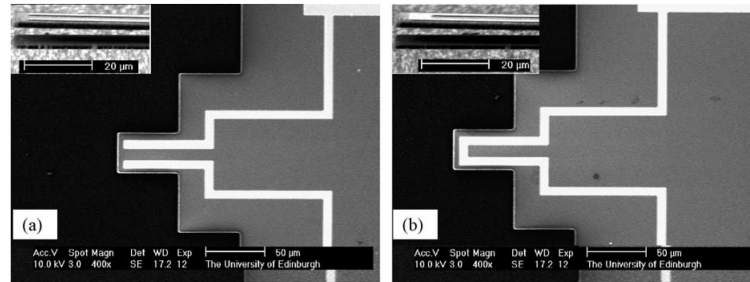 20 μm
(a)
Acc.V Spot Magn Det WD Exp
10.0 kV 3.0 400x SE 17.2 12
50 μm
The University of Edinburgh
20 μm
(b)
Acc.V Spot Magn Det WD Exp
10.0 kV 3.0 400x SE 17.2 12
50 μm
The University of Edinburgh